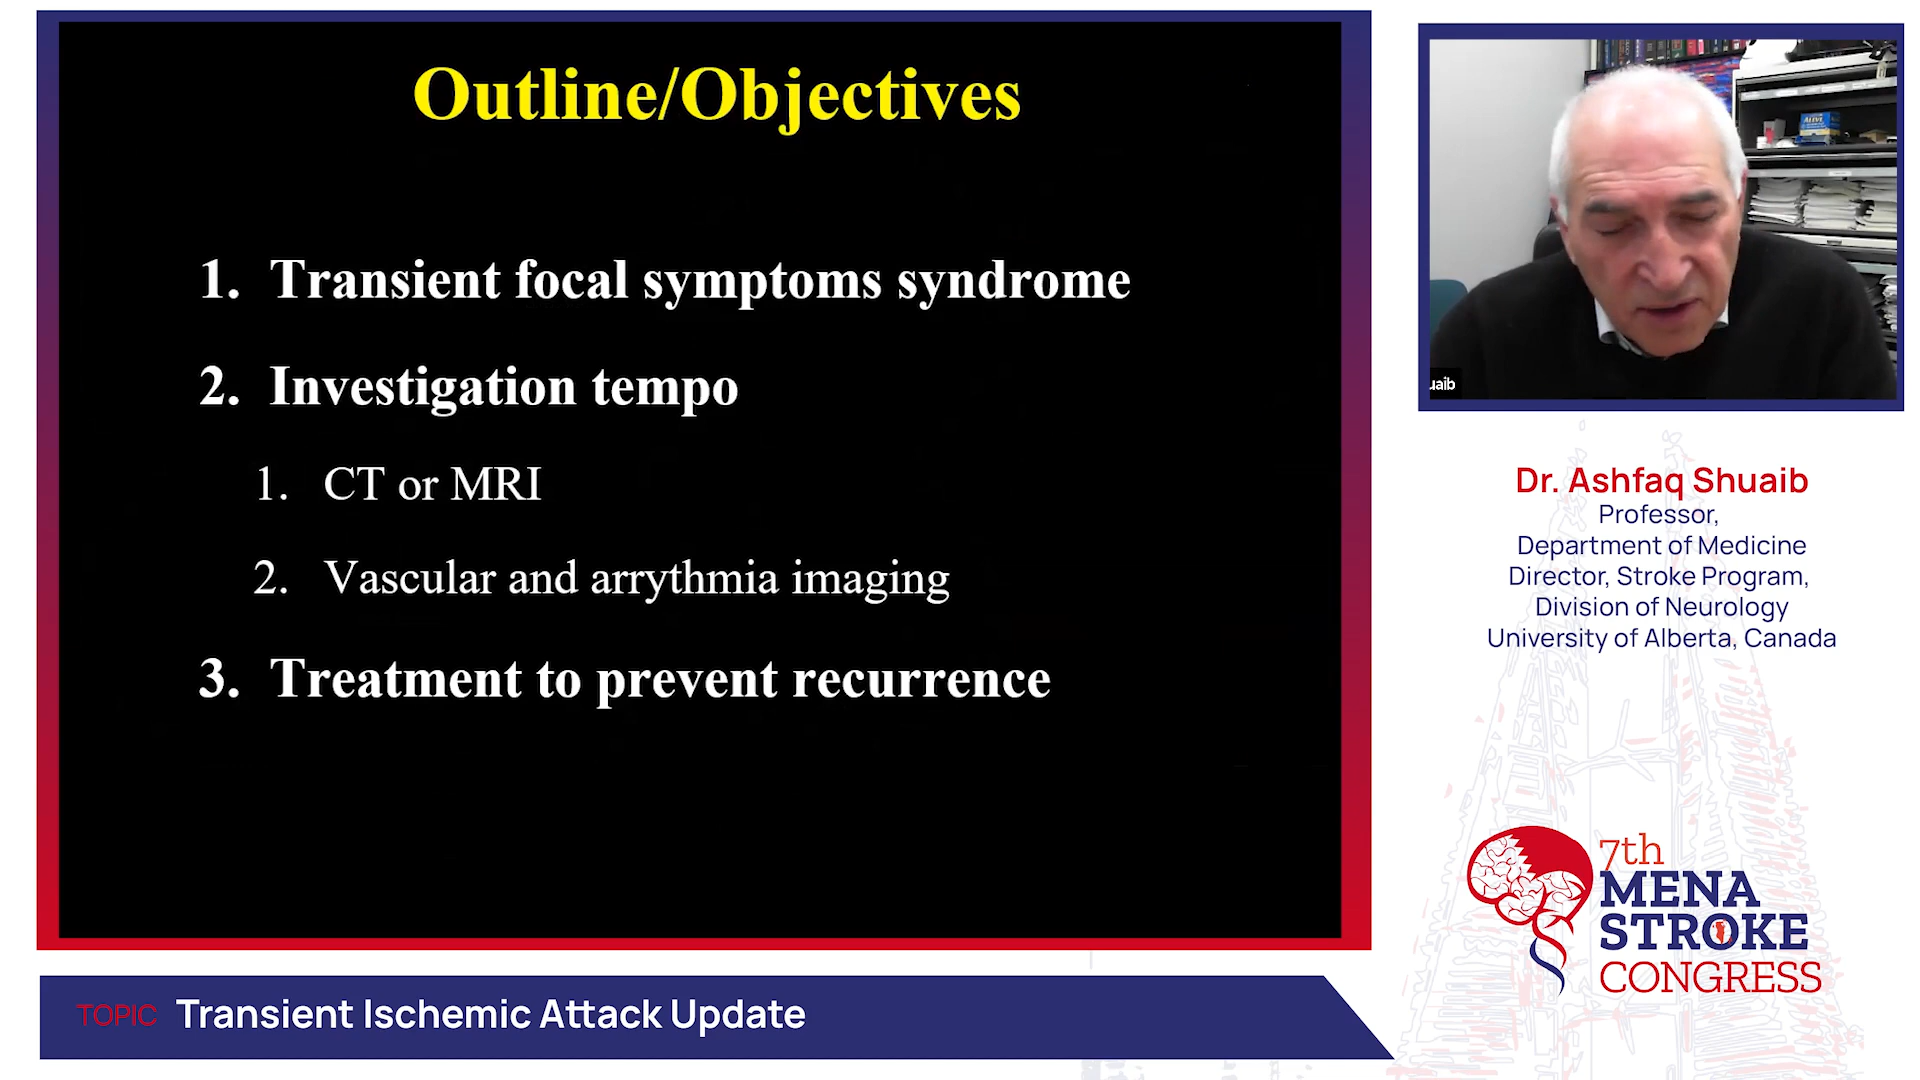 Outline/Objectives
1. Transient focal symptoms syndrome
2. Investigation tempo
1. CT or MRI
2. Vascular and arrythmia imaging
3. Treatment to prevent recurrence
ALEVE
uaib
Dr. Ashfaq Shuaib
Professor,
Department of Medicine
Director, Stroke Program,
Division of Neurology
University of Alberta, Canada
7th
MENA
STROKE
CONGRESS
TOPIC Transient Ischemic Attack Update